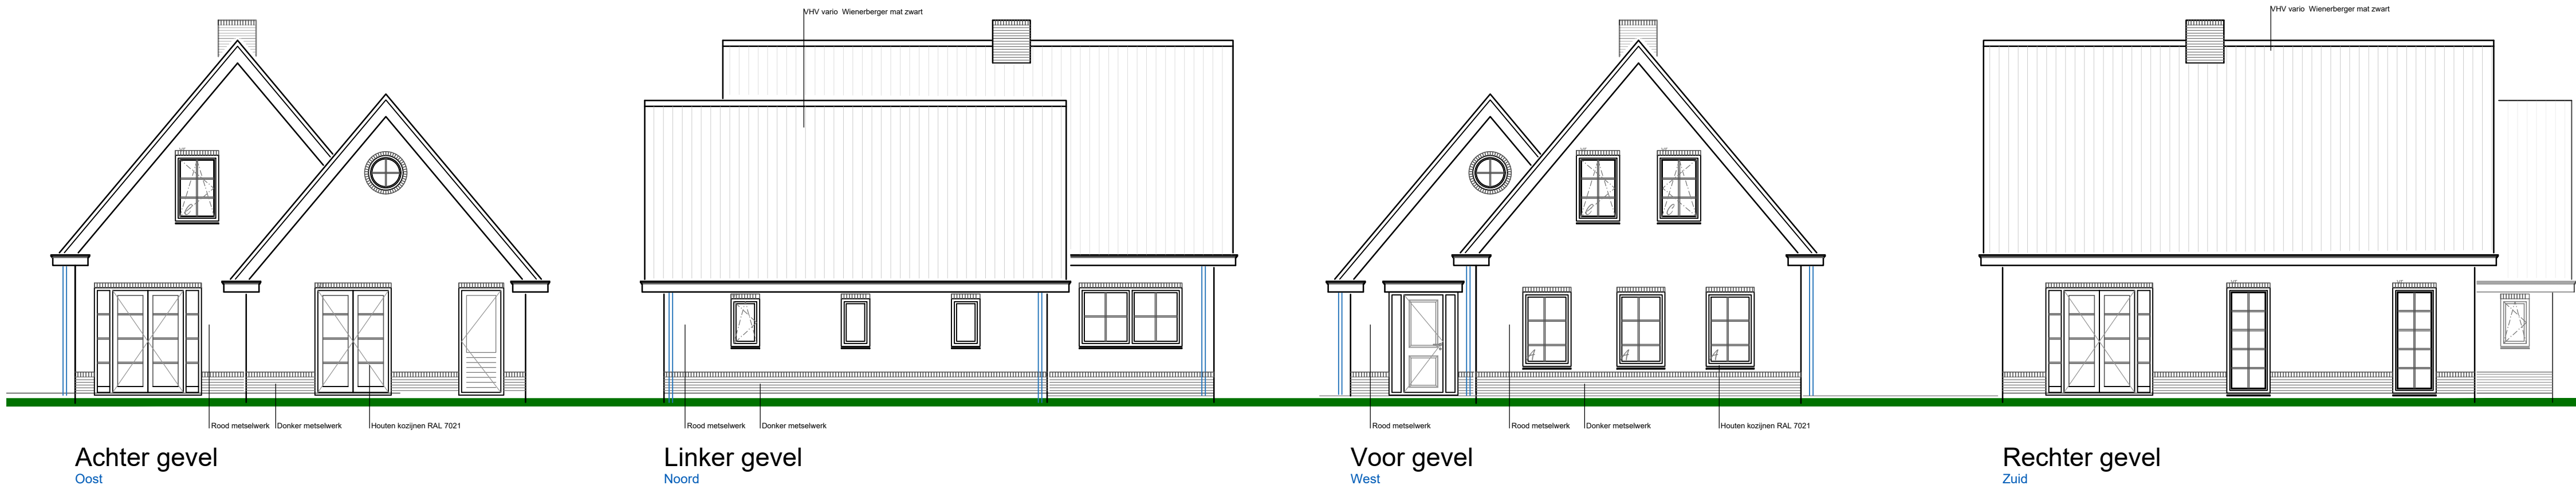 VHV vario Wienerberger mat zwart
VHV vario Wienerberger mat zwart
Rood metselwerk
Donker metselwerk
Houten kozijnen RAL 7021
Rood metselwerk
Donker metselwerk
Rood metselwerk
Rood metselwerk
Donker metselwerk
Houten kozijnen RAL 7021
Achter gevel
Oost
Linker gevel
Noord
Voor gevel
West
Rechter gevel
Zuid